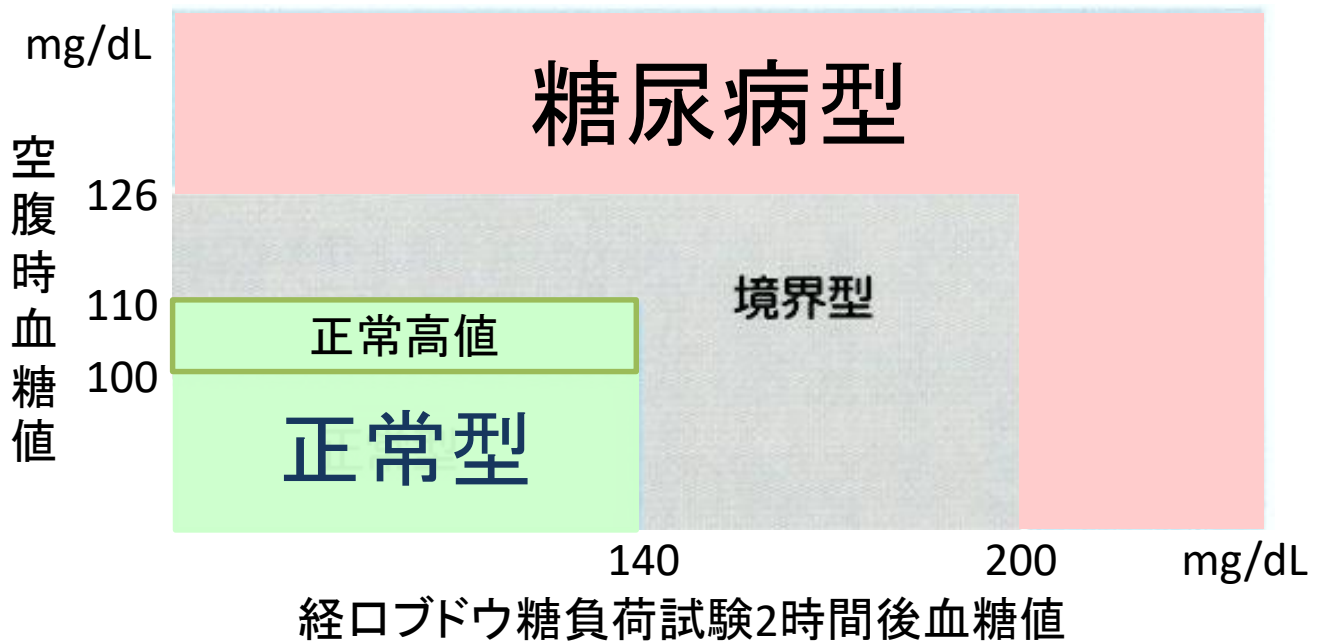 mg/dL
糖尿病型
空腹時血糖値
126
境界型
110
正常高値
100
正常型
140
200
mg/dL
経口ブドウ糖負荷試験2時間後血糖値